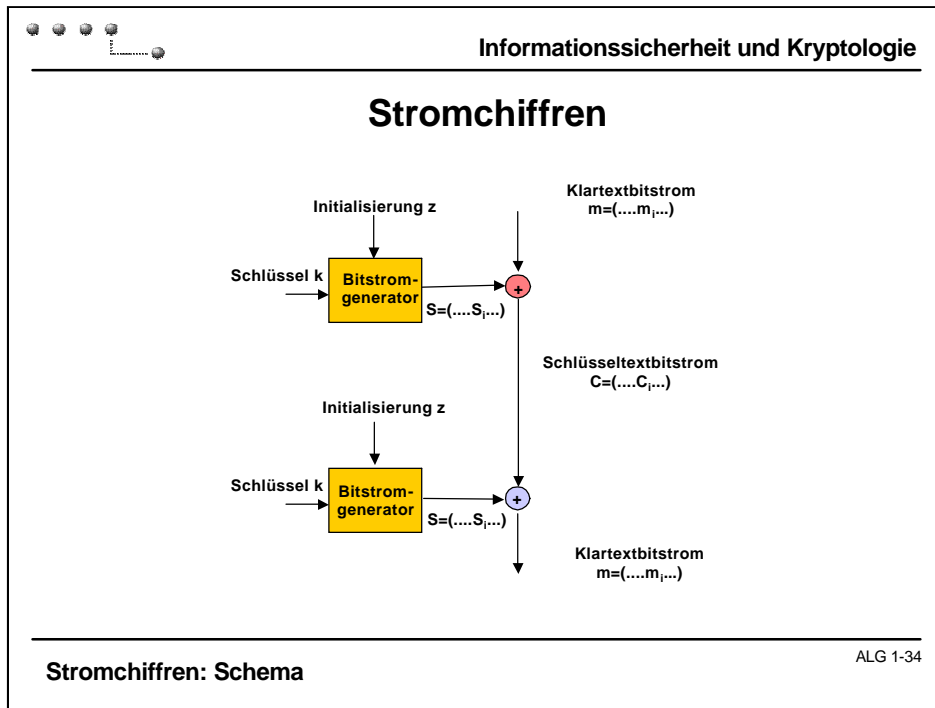 Informationssicherheit und Kryptologie
Stromchiffren
Klartextbitstrom
m=(....mᵢ...)
Initialisierung z
Schlüssel k
Bitstrom-
generator
+
S=(....Sᵢ...)
Schlüsseltextbitstrom
C=(....Cᵢ...)
Initialisierung z
Schlüssel k
Bitstrom-
generator
+
S=(....Sᵢ...)
Klartextbitstrom
m=(....mᵢ...)
Stromchiffren: Schema
ALG 1-34